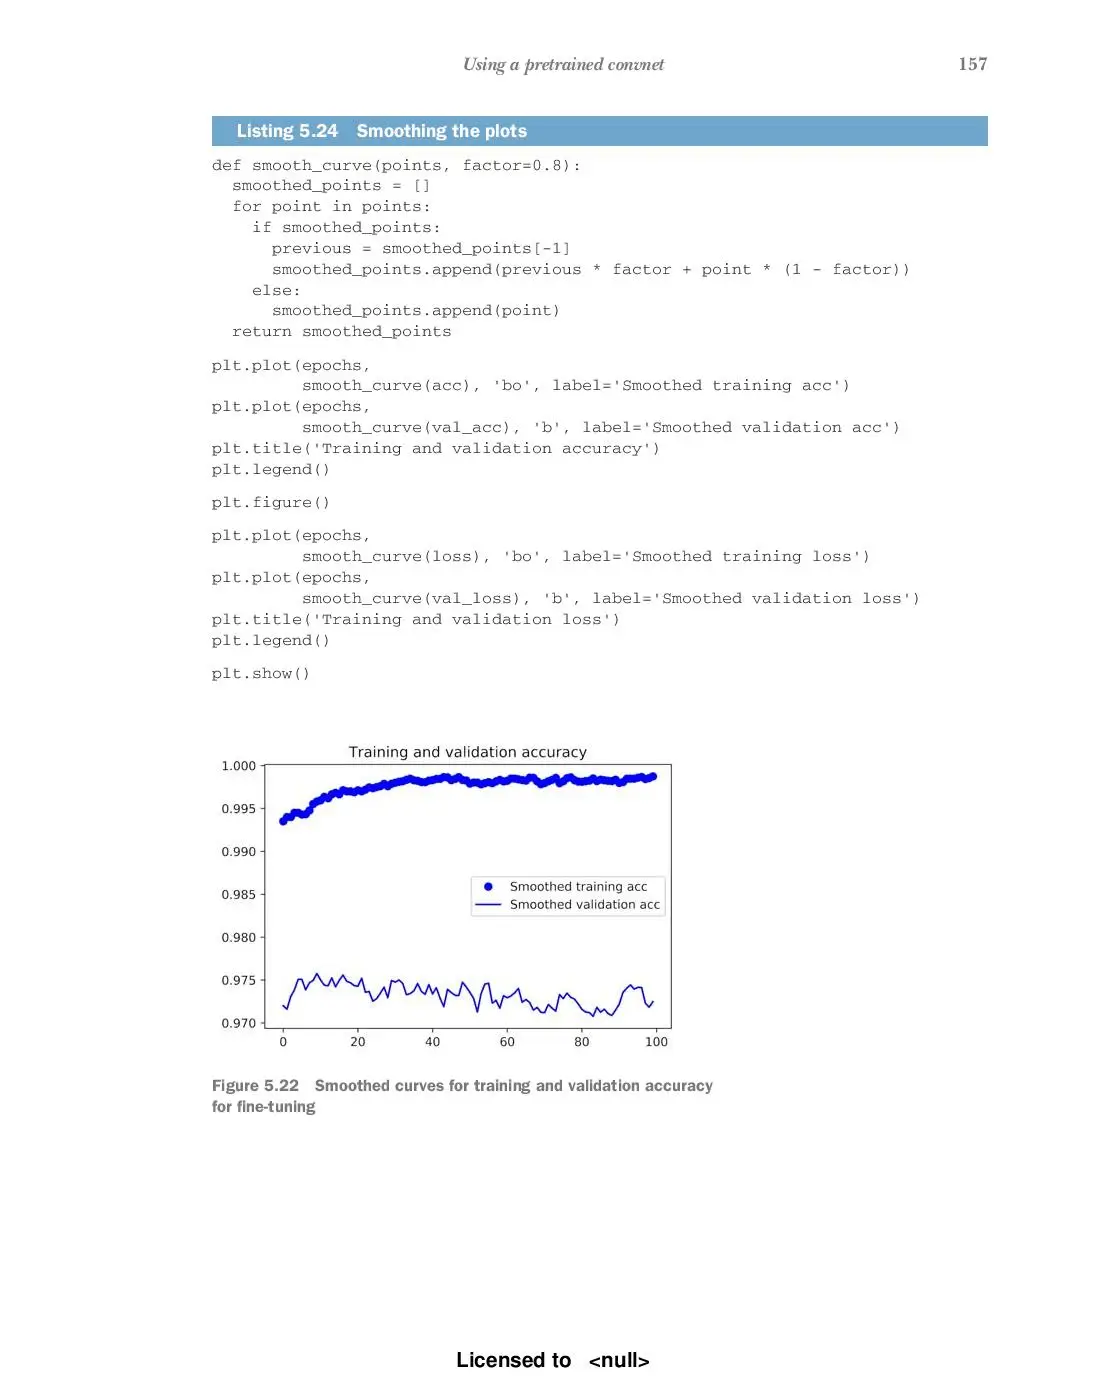 Using a pretrained convnet 157
Listing 5.24 Smoothing the plots
def smooth_curve(points, factor=0.8):
  smoothed_points = []
  for point in points:
    if smoothed_points:
      previous = smoothed_points[-1]
      smoothed_points.append(previous * factor + point * (1 - factor))
    else:
      smoothed_points.append(point)
  return smoothed_points
plt.plot(epochs,
         smooth_curve(acc), 'bo', label='Smoothed training acc')
plt.plot(epochs,
         smooth_curve(val_acc), 'b', label='Smoothed validation acc')
plt.title('Training and validation accuracy')
plt.legend()
plt.figure()
plt.plot(epochs,
         smooth_curve(loss), 'bo', label='Smoothed training loss')
plt.plot(epochs,
         smooth_curve(val_loss), 'b', label='Smoothed validation loss')
plt.title('Training and validation loss')
plt.legend()
plt.show()
Training and validation accuracy
1.000
0.995
0.990
0.985
Smoothed training acc
Smoothed validation acc
0.980
0.975
0.970
0 20 40 60 80 100
Figure 5.22 Smoothed curves for training and validation accuracy
for fine-tuning
Licensed to <null>